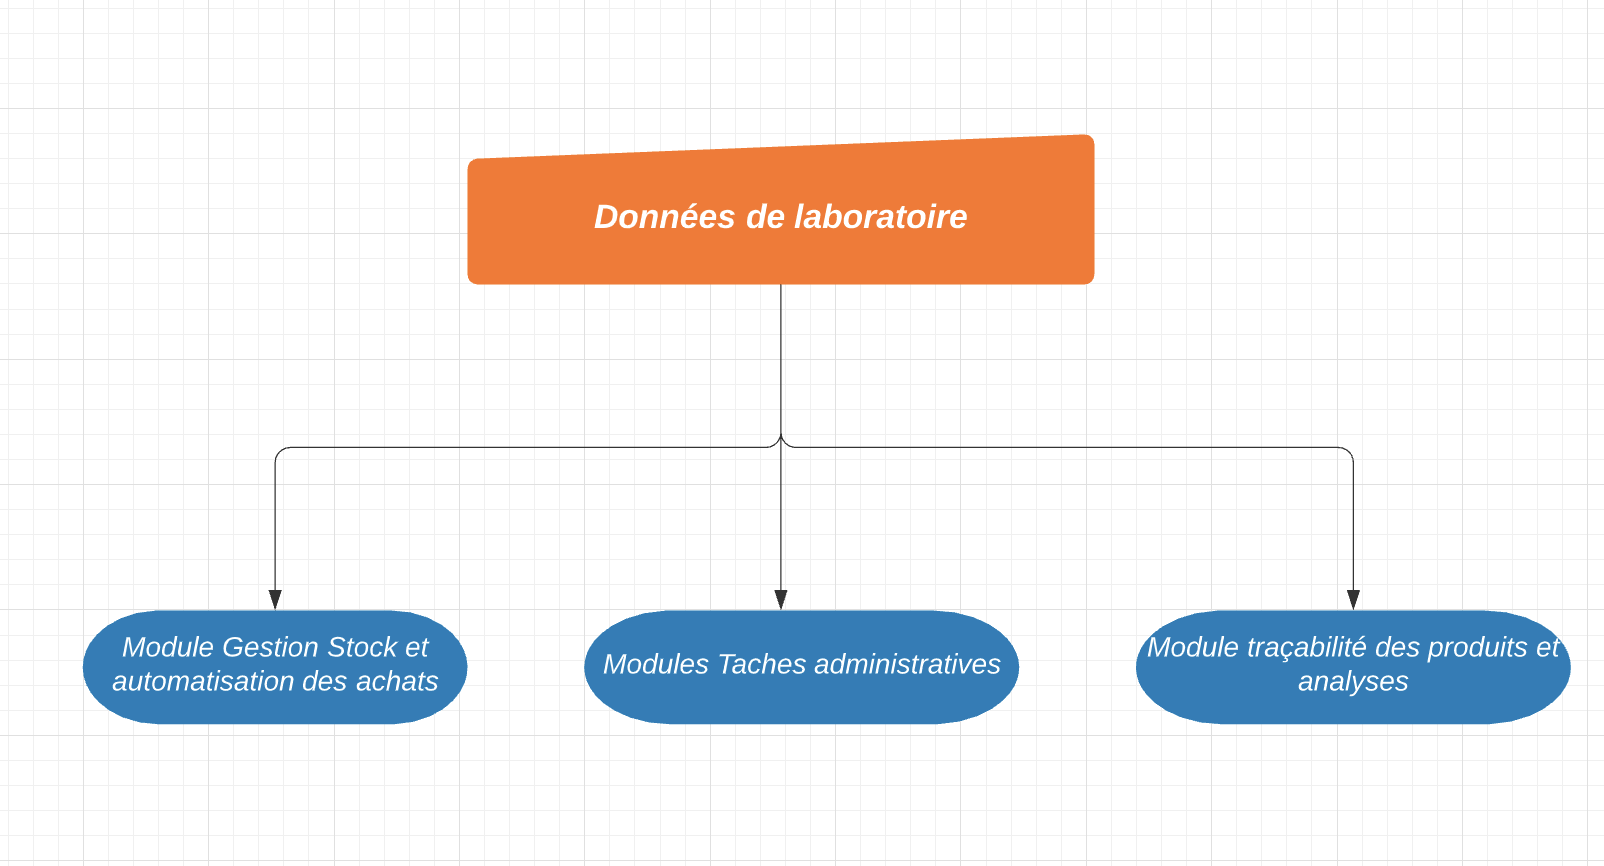 Données de laboratoire
Module Gestion Stock et
automatisation des achats
Modules Taches administratives
Module traçabilité des produits et
analyses